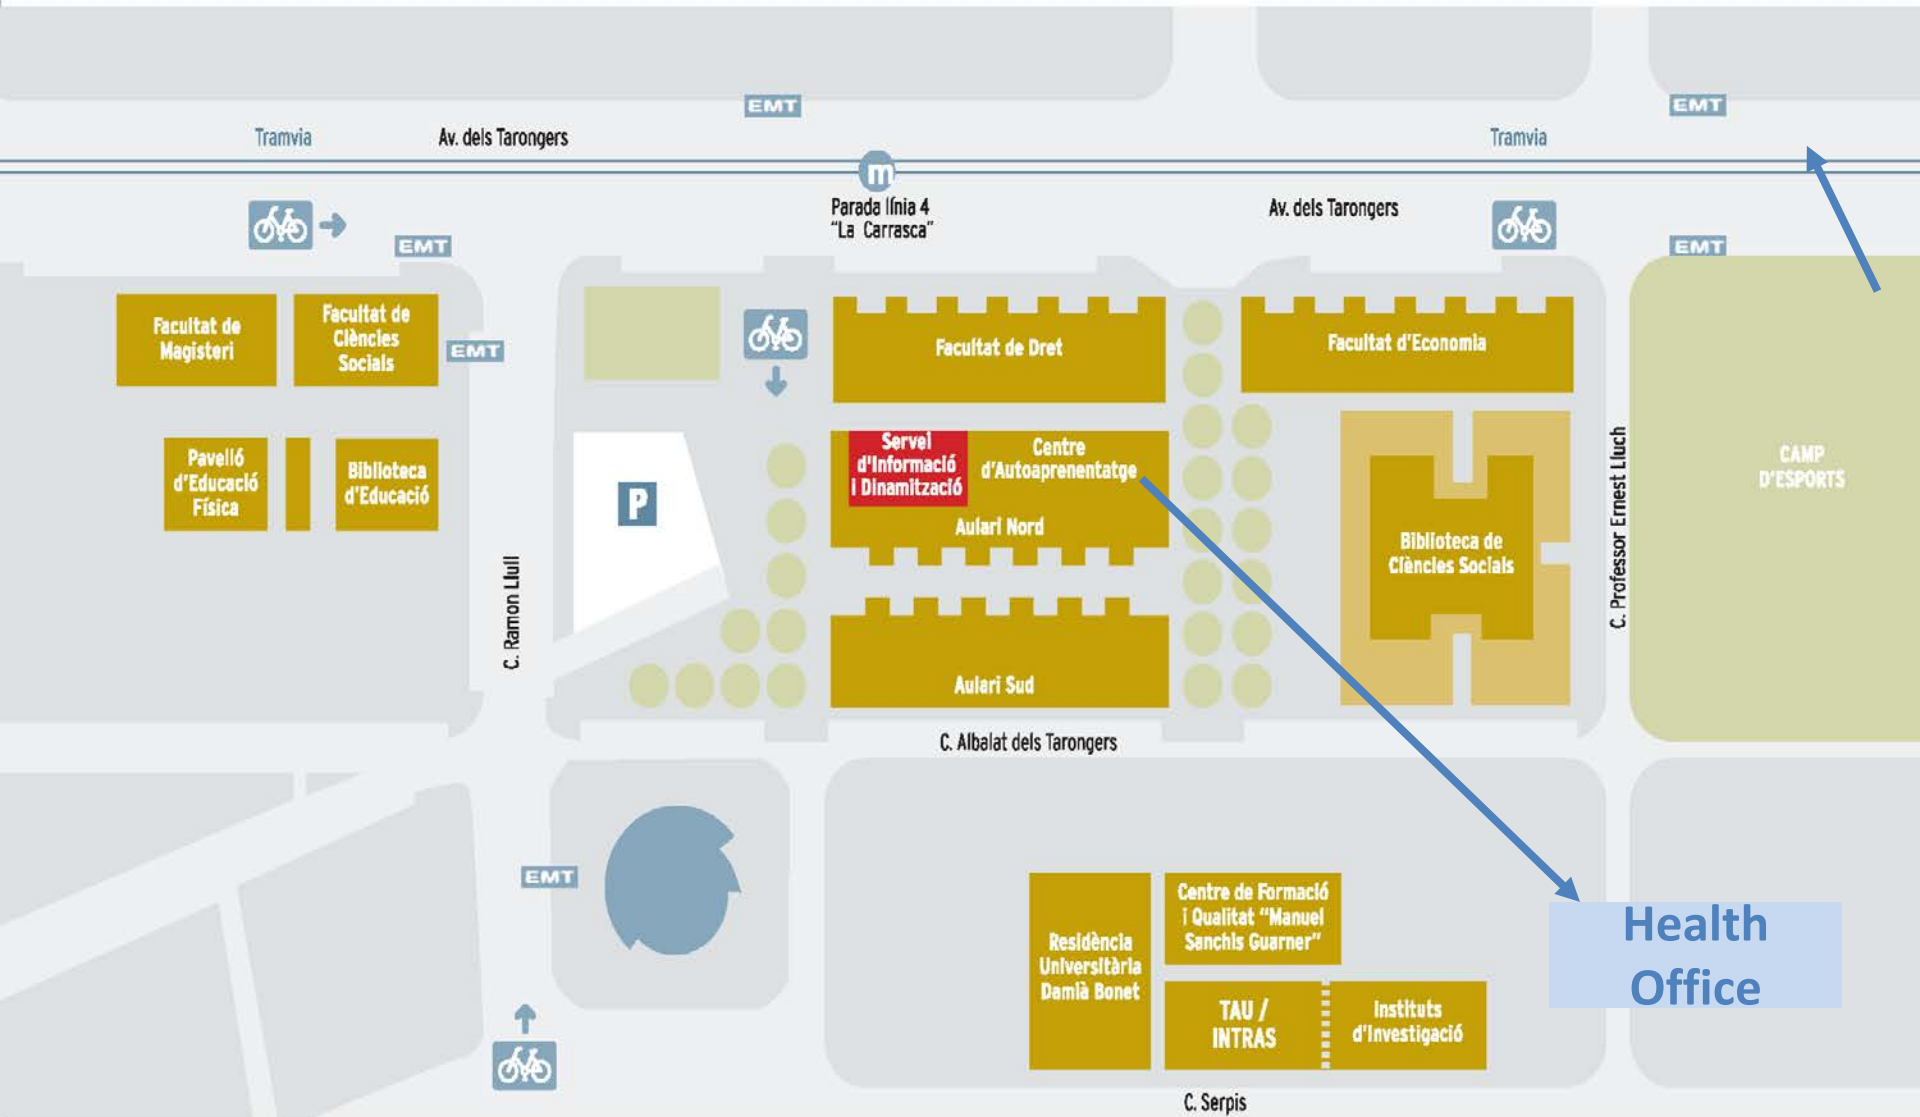 EMT
EMT
Tramvia
Av. dels Tarongers
Tramvia
m
Parada línia 4
"La Carrasca"
Av. dels Tarongers
EMT
EMT
Facultat de
Magisteri
Facultat de
Ciències
Socials
EMT
Facultat de Dret
Facultat d'Economia
Pavelló
d'Educació
Física
Biblioteca
d'Educació
P
Servei
d'Informació
i Dinamització
Centre
d'Autoaprenentatge
Aulari Nord
Biblioteca de
Ciències Socials
C. Professor Ernest Lluch
CAMP
D'ESPORTS
C. Ramon Llull
Aulari Sud
C. Albalat dels Tarongers
EMT
Residència
Universitària
Damià Bonet
Centre de Formació
i Qualitat "Manuel
Sanchis Guarner"
TAU /
INTRAS
Instituts
d'Investigació
Health
Office
C. Serpis